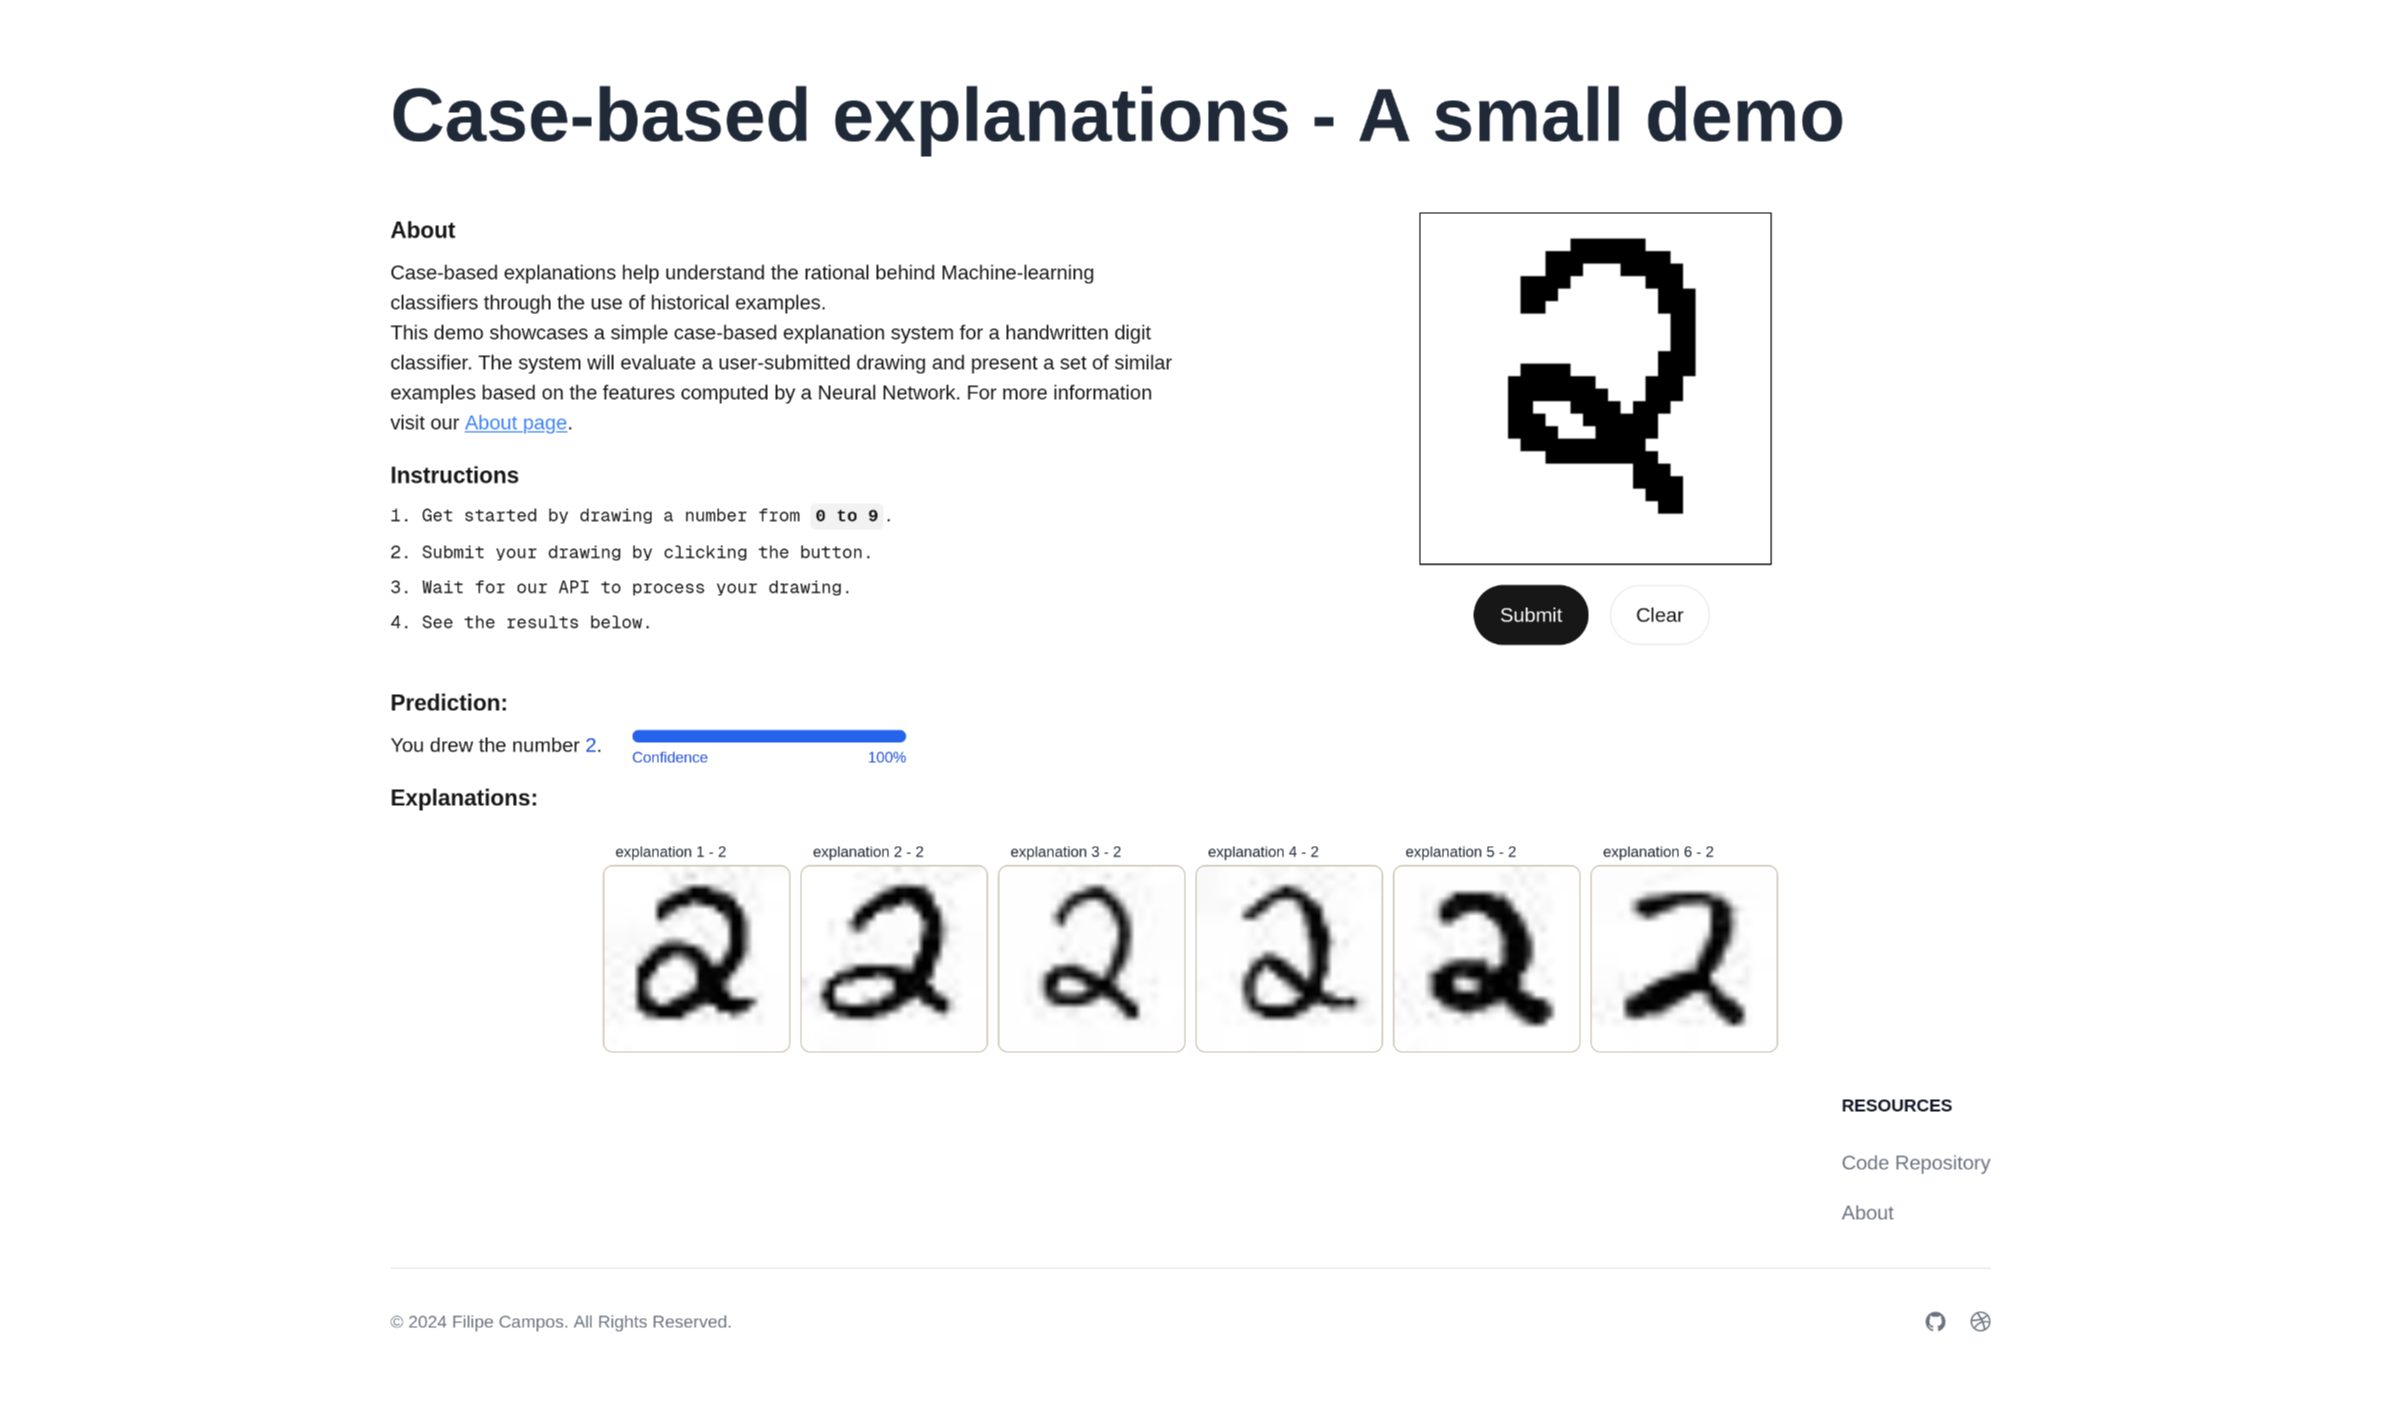 Case-based explanations - A small demo
About
Case-based explanations help understand the rational behind Machine-learning
classifiers through the use of historical examples.
This demo showcases a simple case-based explanation system for a handwritten digit
classifier. The system will evaluate a user-submitted drawing and present a set of similar
examples based on the features computed by a Neural Network. For more information
visit our About page.
Instructions
1. Get started by drawing a number from 0 to 9.
2. Submit your drawing by clicking the button.
3. Wait for our API to process your drawing.
4. See the results below.
2
Submit Clear
Prediction:
You drew the number 2.
Confidence 100%
Explanations:
explanation 1 - 2 explanation 2 - 2 explanation 3 - 2 explanation 4 - 2 explanation 5 - 2 explanation 6 - 2
2 2 2 2 2 2
RESOURCES
Code Repository
About
© 2024 Filipe Campos. All Rights Reserved.